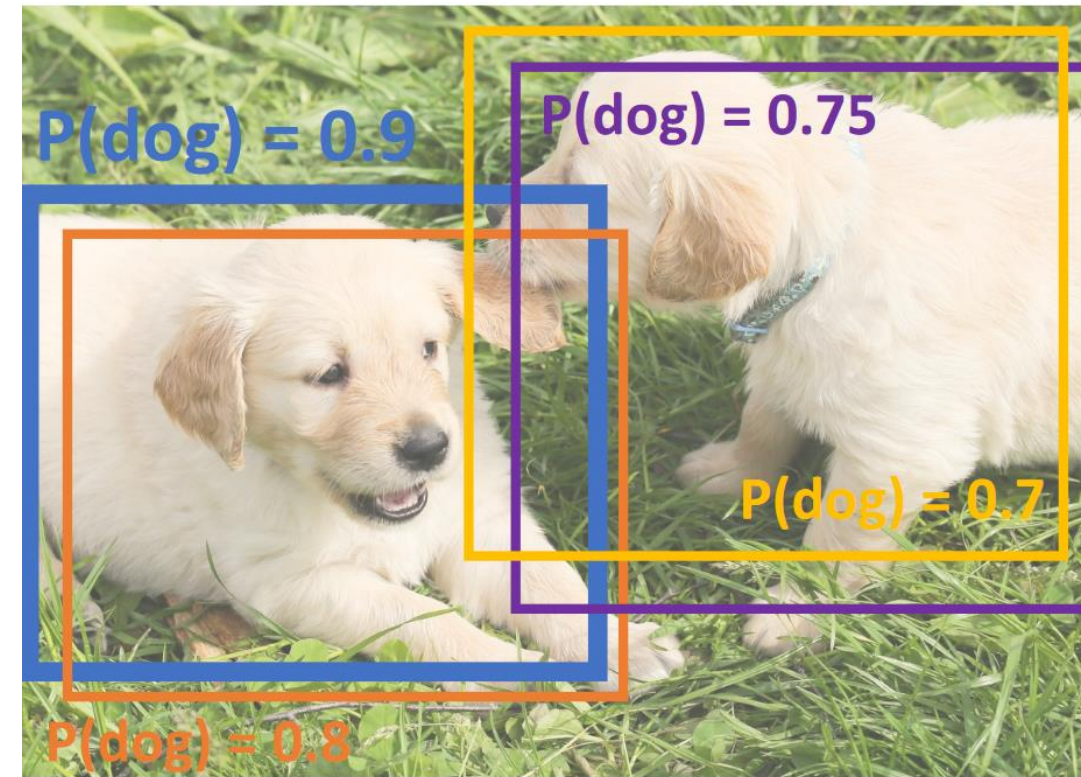 P(dog) = 0.9
P(dog) = 0.75
P(dog) = 0.7
P(dog) = 0.8